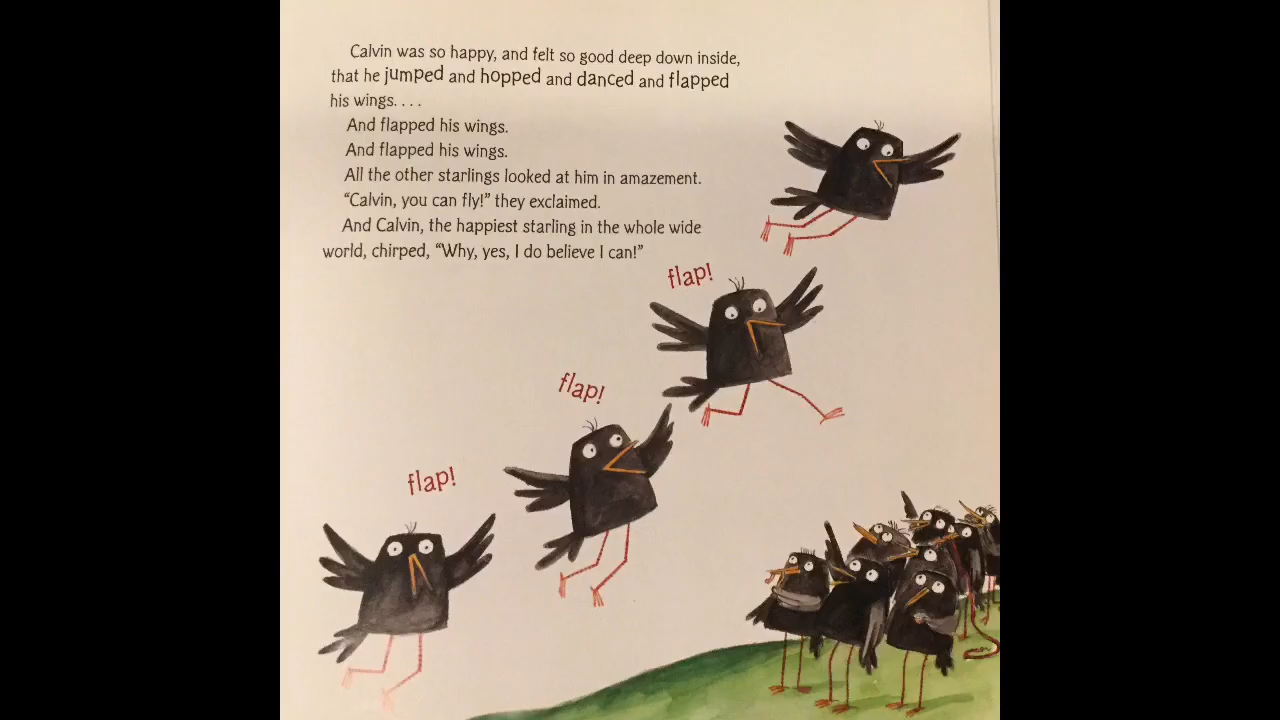 Calvin was so happy, and felt so good deep down inside,
that he jumped and hopped and danced and flapped
his wings. . . .
And flapped his wings.
And flapped his wings.
All the other starlings looked at him in amazement.
“Calvin, you can fly!” they exclaimed.
And Calvin, the happiest starling in the whole wide
world, chirped, “Why, yes, I do believe I can!”
flap!
flap!
flap!